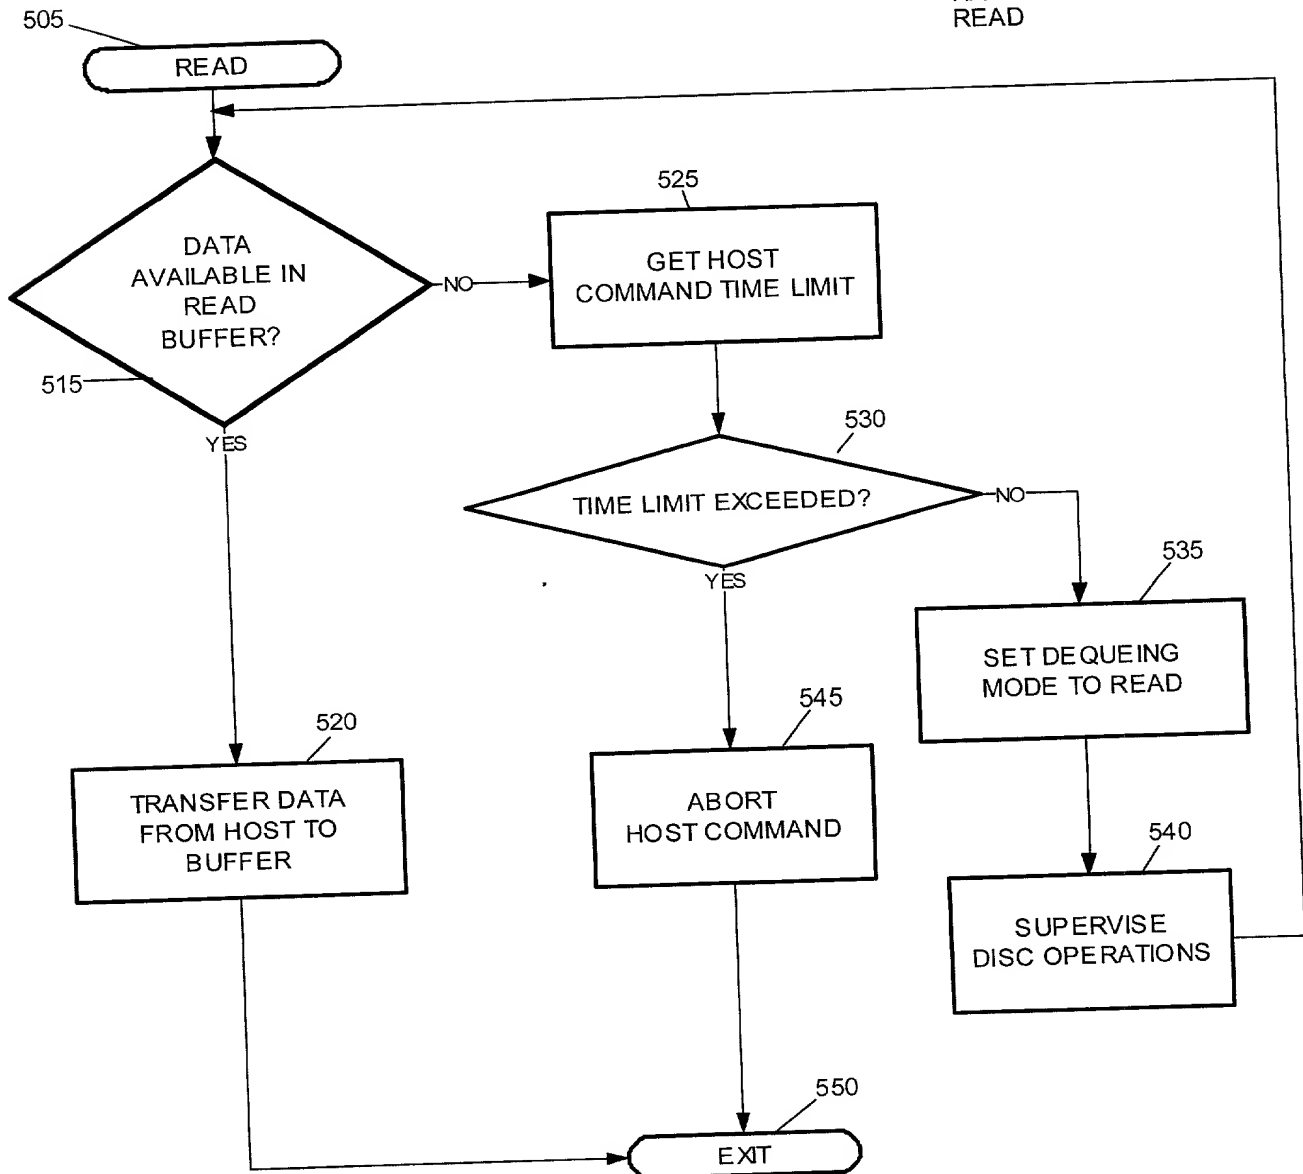 READ
505
READ
DATA
AVAILABLE IN
READ
BUFFER?
515
NO
YES
525
GET HOST
COMMAND TIME LIMIT
530
TIME LIMIT EXCEEDED?
NO
YES
535
SET DEQUEING
MODE TO READ
520
TRANSFER DATA
FROM HOST TO
BUFFER
545
ABORT
HOST COMMAND
540
SUPERVISE
DISC OPERATIONS
550
EXIT